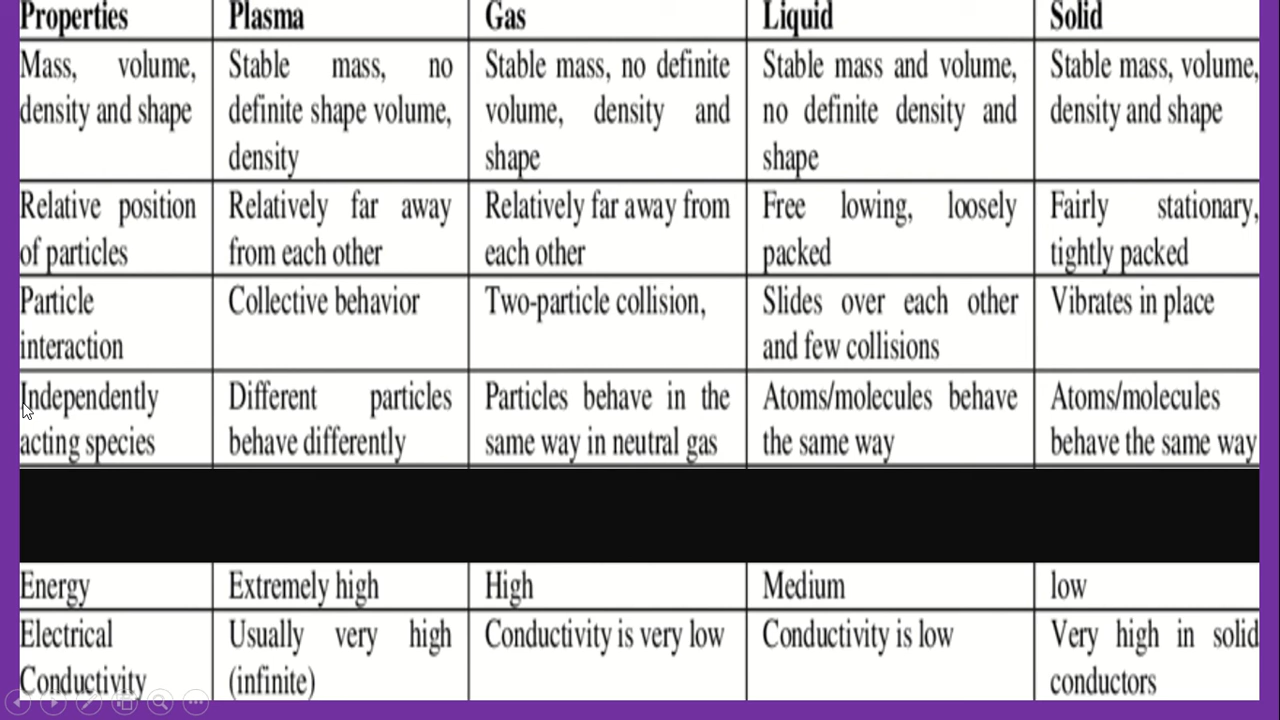 Properties Plasma Gas Liquid Solid
Mass, volume, Stable mass, no Stable mass, no definite Stable mass and volume, Stable mass, volume,
density and shape definite shape volume, volume, density and no definite density and density and shape
density shape shape
Relative position Relatively far away Relatively far away from Free lowing, loosely Fairly stationary,
of particles from each other each other packed tightly packed
Particle Collective behavior Two-particle collision, Slides over each other Vibrates in place
interaction and few collisions
Independently Different particles Particles behave in the Atoms/molecules behave Atoms/molecules
acting species behave differently same way in neutral gas the same way behave the same way
Energy Extremely high High Medium low
Electrical Usually very high Conductivity is very low Conductivity is low Very high in solid
Conductivity (infinite) conductors